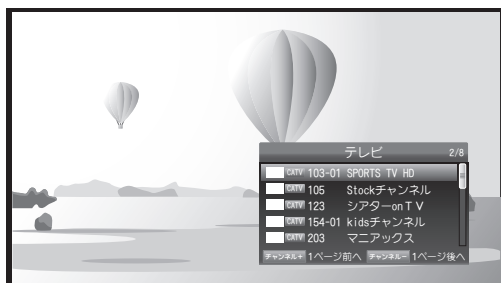 テレビ 2/8
CATV 103-01 SPORTS TV HD
CATV 105 Stockチャンネル
CATV 123 シアターonTV
CATV 154-01 kidsチャンネル
CATV 203 マニアックス
チャンネル+ 1ページ前へ チャンネル- 1ページ後へ